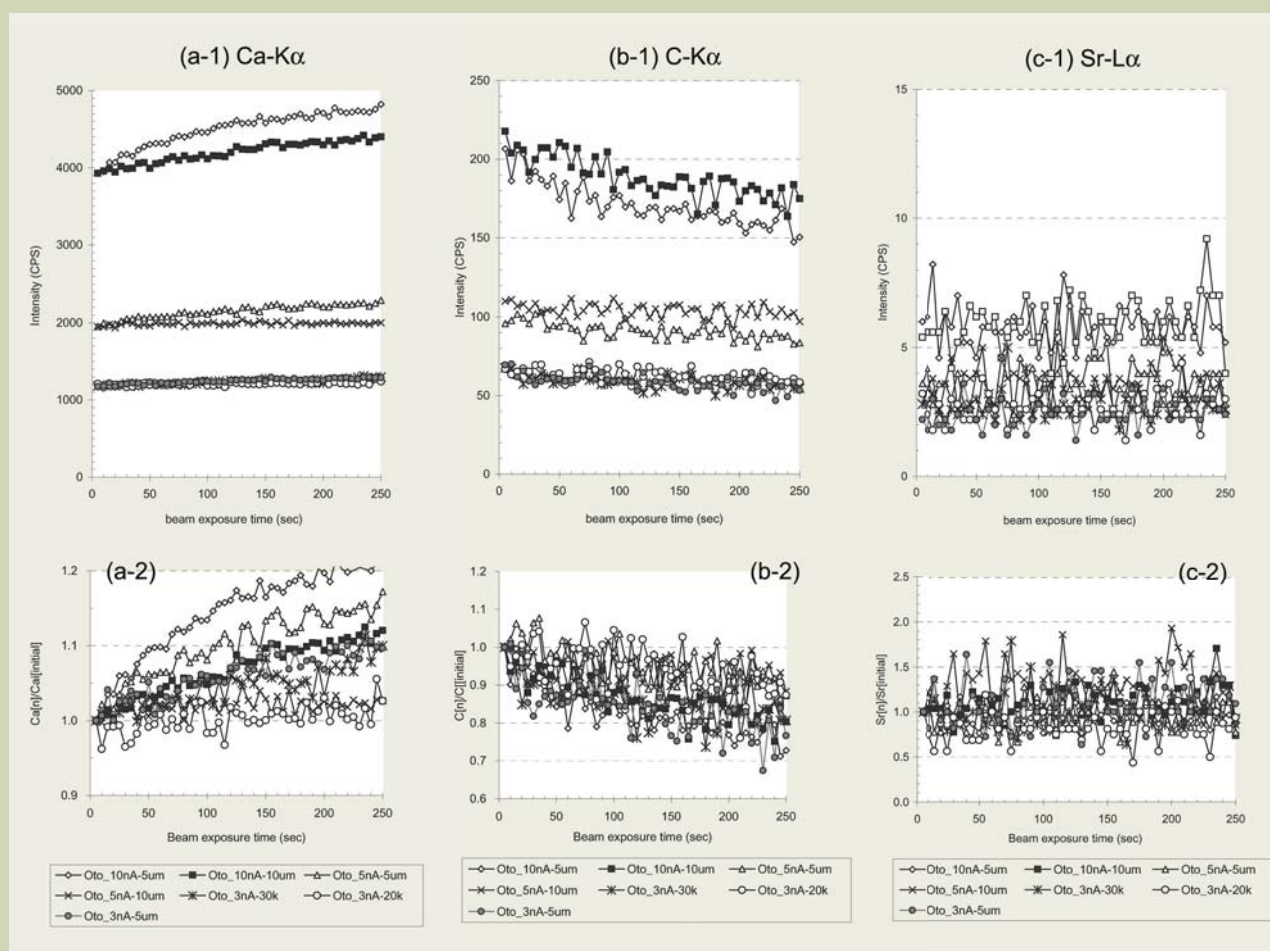 (a-1) Ca-Kα
5000
4000
3000
2000
1000
0
Intensity (CPS)
0 50 100 150 200 250
beam exposure time (sec)
(b-1) C-Kα
250
200
150
100
50
0
Intensity (CPS)
0 50 100 150 200 250
beam exposure time (sec)
(c-1) Sr-Lα
15
10
5
0
Intensity (CPS)
0 50 100 150 200 250
beam exposure time (sec)
(a-2)
1.2
1.1
1.0
0.9
Ca[n]/Cai[initial]
0 50 100 150 200 250
Beam exposure time (sec)
Oto_10nA-5um Oto_10nA-10um Oto_5nA-5um
Oto_5nA-10um Oto_3nA-30k Oto_3nA-20k
Oto_3nA-5um
(b-2)
1.2
1.1
1.0
0.9
0.8
0.7
0.6
C[n]/C[[initial]
0 50 100 150 200 250
Beam exposure time (sec)
Oto_10nA-5um Oto_10nA-10um Oto_5nA-5um
Oto_5nA-10um Oto_3nA-30k Oto_3nA-20k
Oto_3nA-5um
(c-2)
2.5
2.0
1.5
1.0
0.5
0.0
Sr[n]/Sr[initial]
0 50 100 150 200 250
Beam exposure time (sec)
Oto_10nA-5um Oto_10nA-10um Oto_5nA-5um
Oto_5nA-10um Oto_3nA-30k Oto_3nA-20k
Oto_3nA-5um